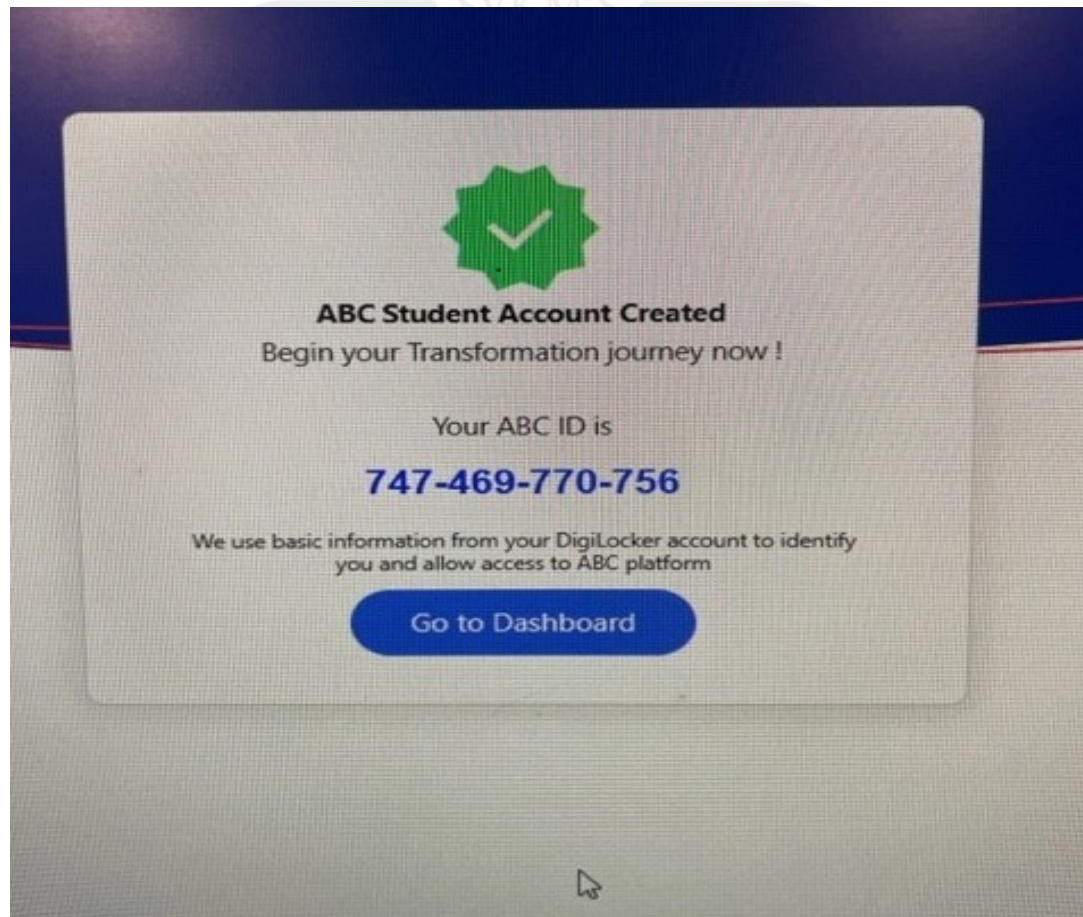 ABC Student Account Created
Begin your Transformation journey now !
Your ABC ID is
747-469-770-756
We use basic information from your DigiLocker account to identify
you and allow access to ABC platform
Go to Dashboard